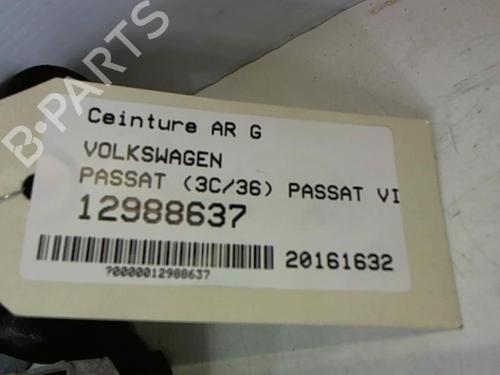 B-PARTS
Ceinture AR G
VOLKSWAGEN
PASSAT (3C/36) PASSAT VI
12988637
20161632
?0000012988637